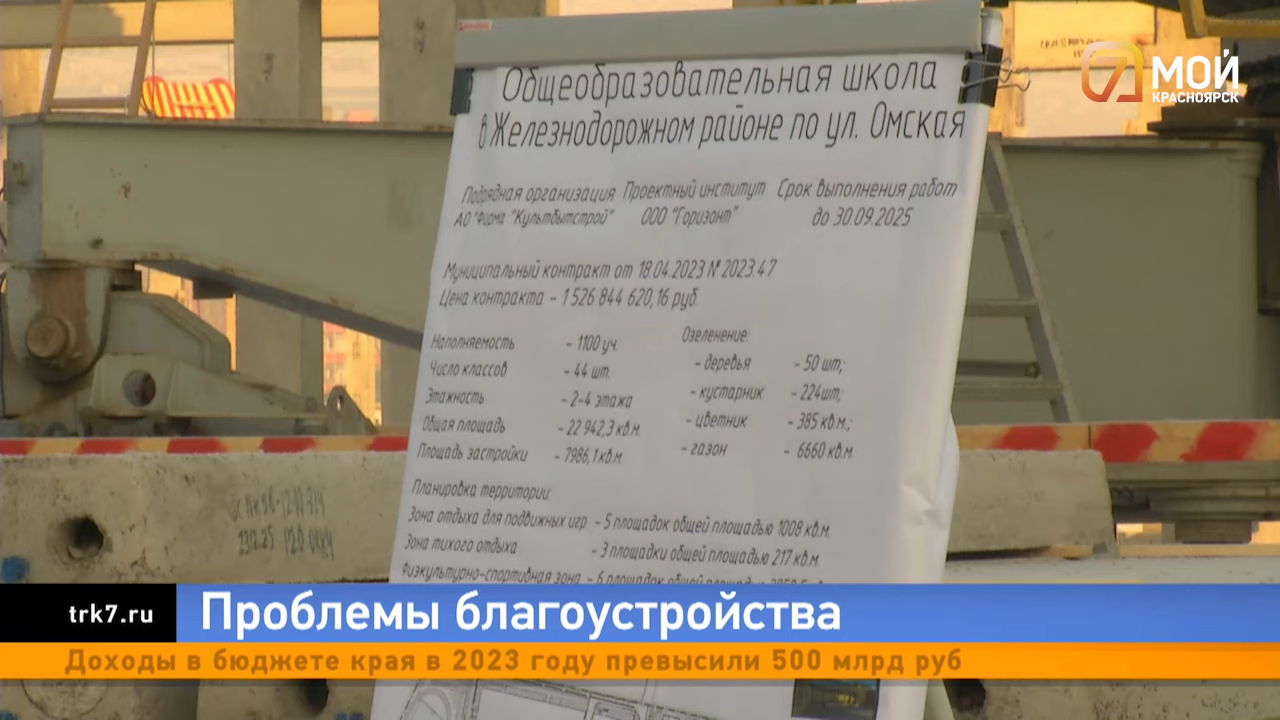 МОЙ
КРАСНОЯРСК
Общеобразовательная школа
в Железнодорожном районе по ул. Омская
Подрядная организация Проектный институт Срок выполнения работ
АО "Фирма "Культбытстрой" ООО "Горизонт" до 30.09.2025
Муниципальный контракт от 18.04.2023 № 2023.47
Цена контракта - 1 526 844 620,16 руб.
Озеленение:
Наполняемость - 1100 уч.
- деревья - 50 шт;
Число классов - 44 шт.
- кустарник - 224шт;
Этажность - 2-4 этажа
- цветник - 385 кв.м.;
Общая площадь - 22 942,3 кв.м.
- газон - 6660 кв.м.
Площадь застройки - 7986,1 кв.м.
Планировка территории:
Зона отдыха для подвижных игр - 5 площадок общей площадью 1008 кв.м.
Зона тихого отдыха - 3 площадки общей площадью 217 кв.м.
Физкультурно-спортивная зона - 6 площадок общей площадью
trk7.ru
Проблемы благоустройства
Доходы в бюджете края в 2023 году превысили 500 млрд руб